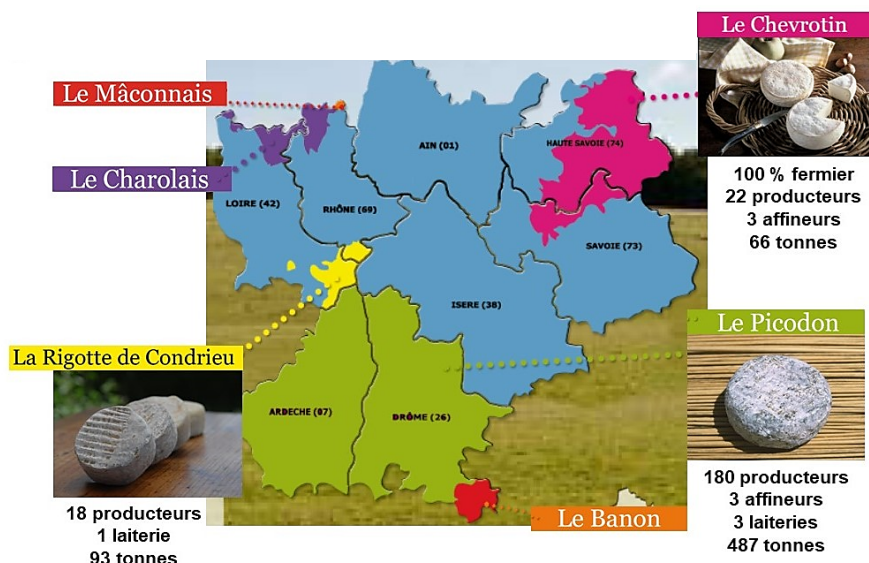 Le Chevrotin
100 % fermier
22 producteurs
3 affineurs
66 tonnes
Le Mâconnais
Le Charolais
AIN (01)
HAUTE SAVOIE (74)
LOIRE (42)
RHÔNE (69)
SAVOIE (73)
ISERE (38)
La Rigotte de Condrieu
18 producteurs
1 laiterie
93 tonnes
ARDECHE (07)
DRÔME (26)
Le Picodon
180 producteurs
3 affineurs
3 laiteries
487 tonnes
Le Banon